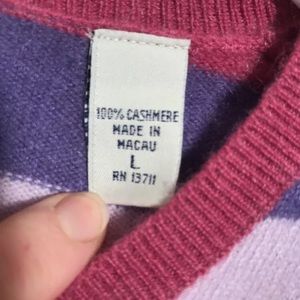 100% CASHMERE
MADE IN
MACAU
L
RN 13711